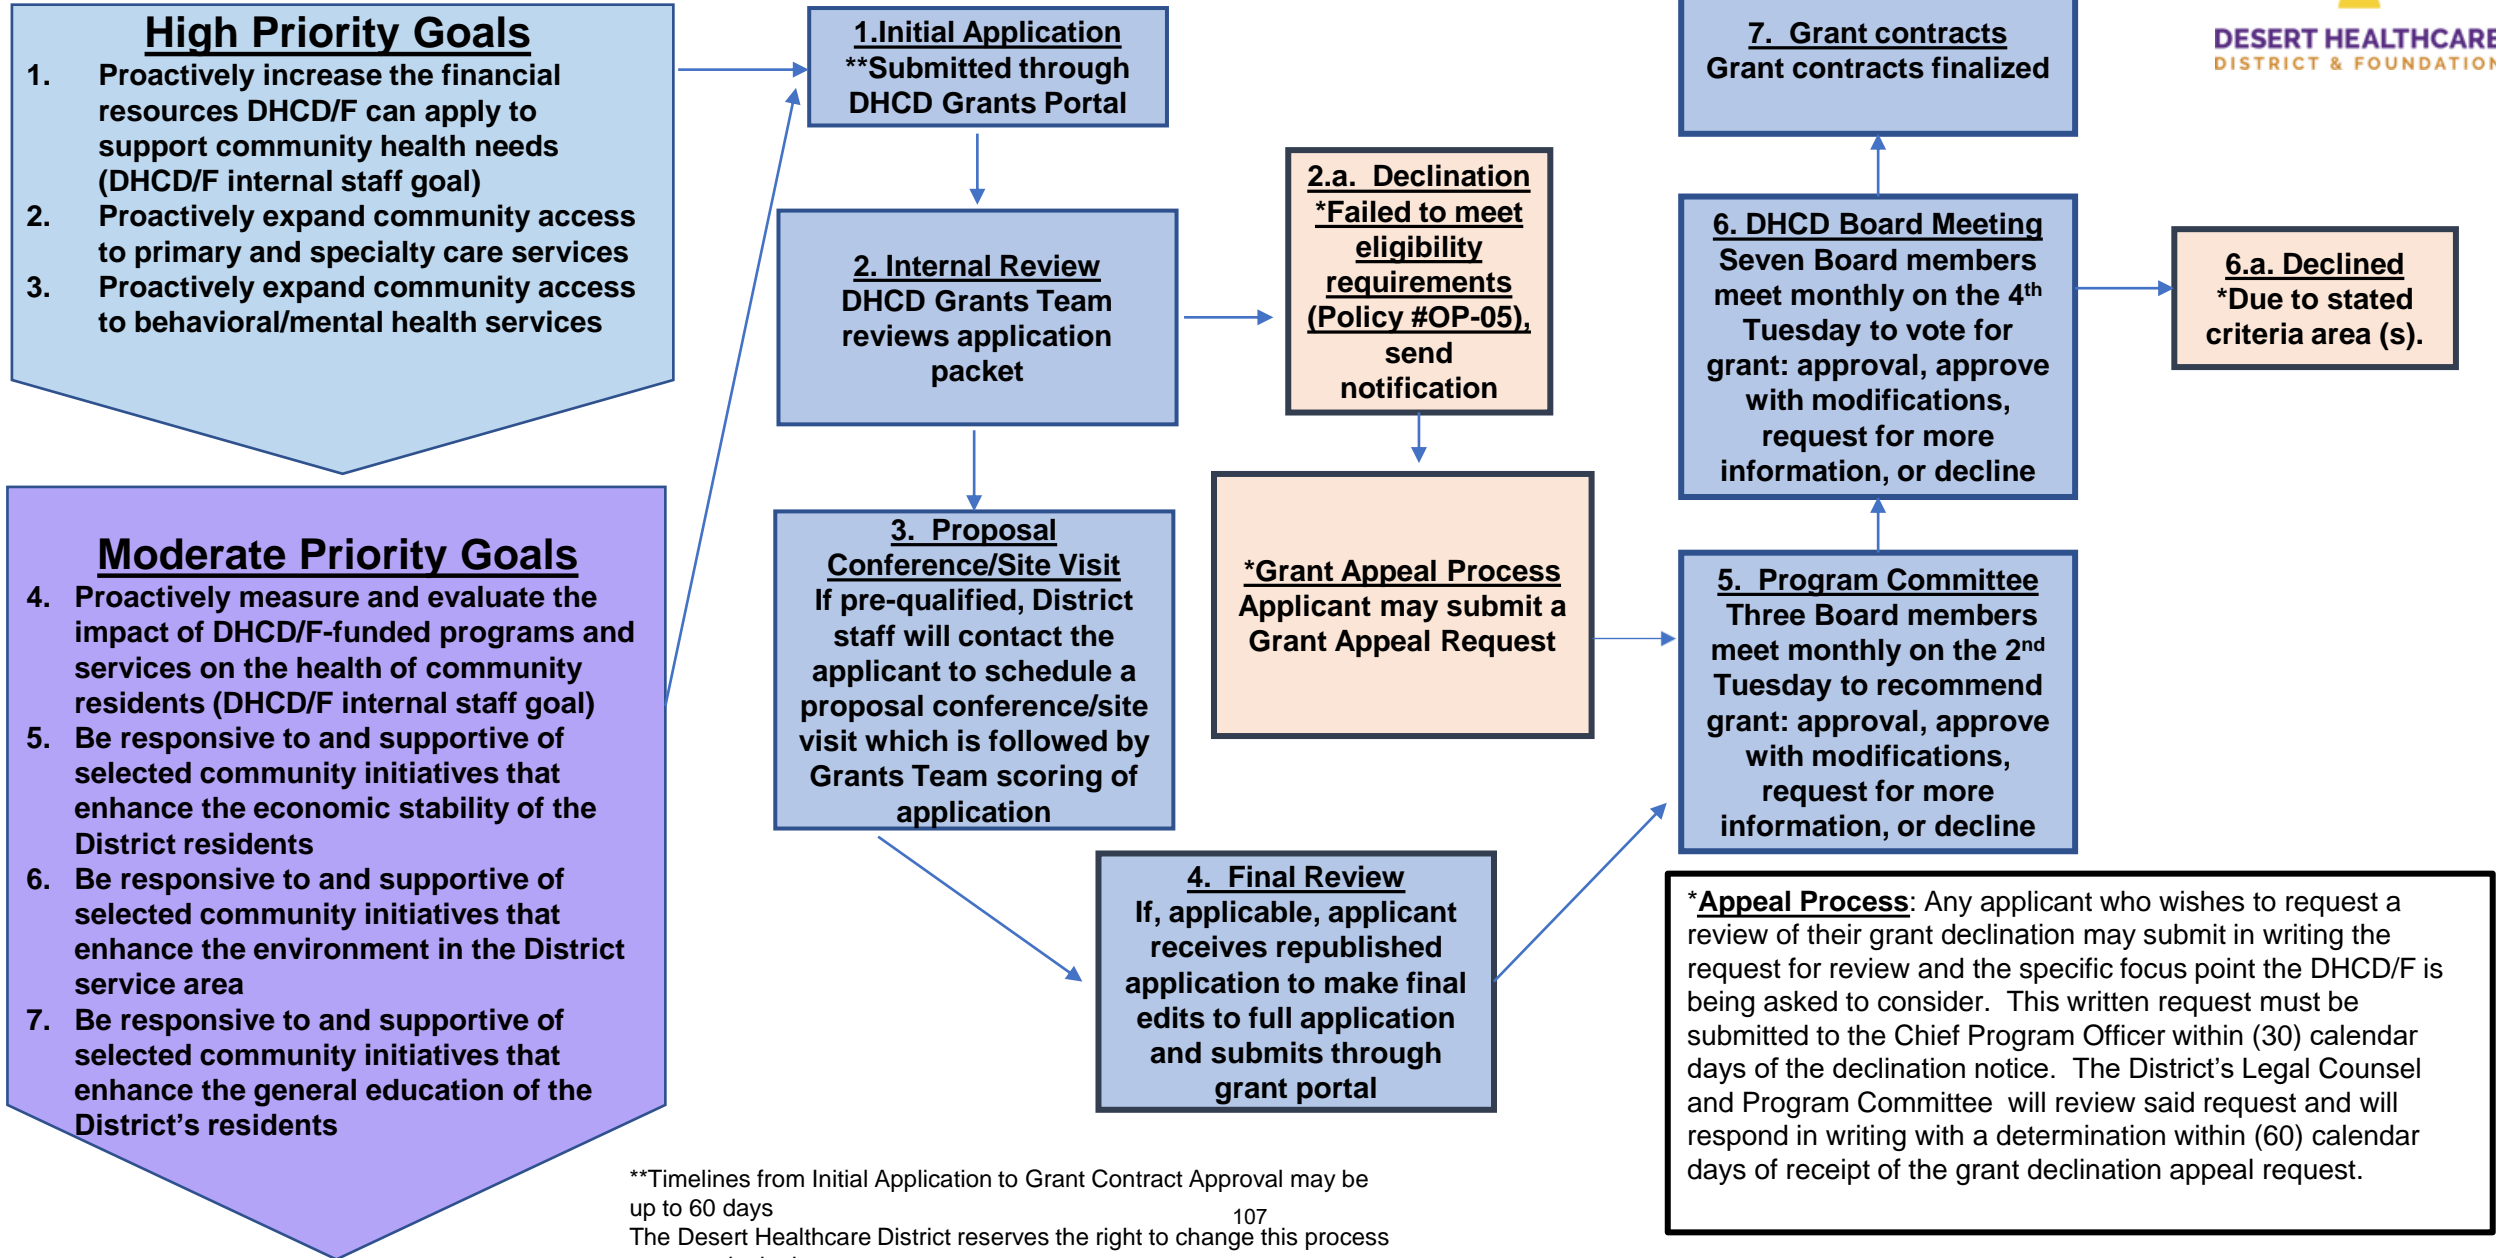 High Priority Goals
1. Proactively increase the financial
resources DHCD/F can apply to
support community health needs
(DHCD/F internal staff goal)
2. Proactively expand community access
to primary and specialty care services
3. Proactively expand community access
to behavioral/mental health services
Moderate Priority Goals
4. Proactively measure and evaluate the
impact of DHCD/F-funded programs and
services on the health of community
residents (DHCD/F internal staff goal)
5. Be responsive to and supportive of
selected community initiatives that
enhance the economic stability of the
District residents
6. Be responsive to and supportive of
selected community initiatives that
enhance the environment in the District
service area
7. Be responsive to and supportive of
selected community initiatives that
enhance the general education of the
District's residents
1.Initial Application
**Submitted through
DHCD Grants Portal
2. Internal Review
DHCD Grants Team
reviews application
packet
2.a. Declination
*Failed to meet
eligibility
requirements
(Policy #OP-05),
send
notification
*Grant Appeal Process
Applicant may submit a
Grant Appeal Request
3. Proposal
Conference/Site Visit
If pre-qualified, District
staff will contact the
applicant to schedule a
proposal conference/site
visit which is followed by
Grants Team scoring of
application
4. Final Review
If, applicable, applicant
receives republished
application to make final
edits to full application
and submits through
grant portal
5. Program Committee
Three Board members
meet monthly on the 2nd
Tuesday to recommend
grant: approval, approve
with modifications,
request for more
information, or decline
6. DHCD Board Meeting
Seven Board members
meet monthly on the 4th
Tuesday to vote for
grant: approval, approve
with modifications,
request for more
information, or decline
6.a. Declined
*Due to stated
criteria area (s).
7. Grant contracts
Grant contracts finalized
DESERT HEALTHCARE
DISTRICT & FOUNDATION
*Appeal Process: Any applicant who wishes to request a
review of their grant declination may submit in writing the
request for review and the specific focus point the DHCD/F is
being asked to consider. This written request must be
submitted to the Chief Program Officer within (30) calendar
days of the declination notice. The District's Legal Counsel
and Program Committee will review said request and will
respond in writing with a determination within (60) calendar
days of receipt of the grant declination appeal request.
**Timelines from Initial Application to Grant Contract Approval may be
up to 60 days
107
The Desert Healthcare District reserves the right to change this process